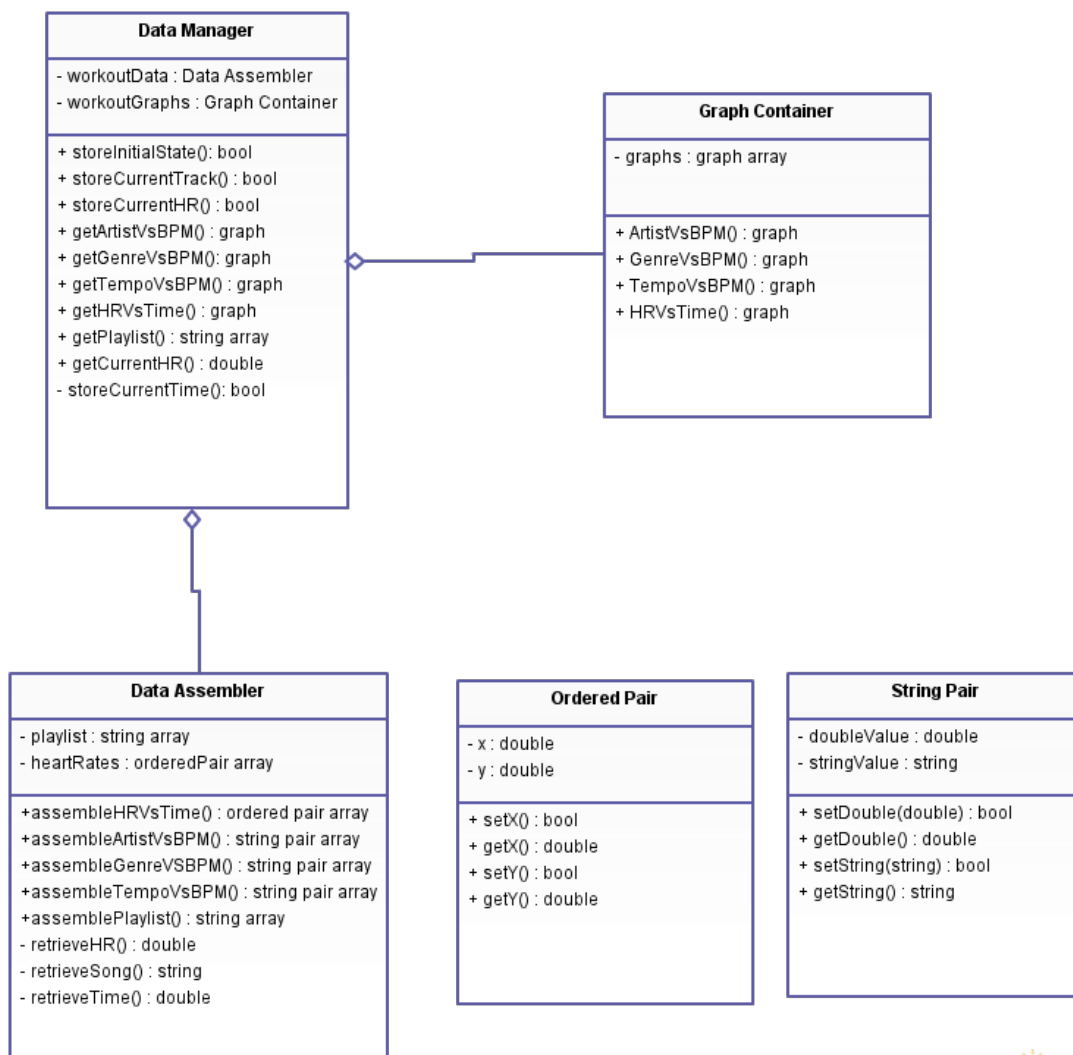 Data Manager
- workoutData : Data Assembler
- workoutGraphs : Graph Container
+ storeInitialState(): bool
+ storeCurrentTrack() : bool
+ storeCurrentHR() : bool
+ getArtistVsBPM() : graph
+ getGenreVsBPM(): graph
+ getTempoVsBPM() : graph
+ getHRVsTime() : graph
+ getPlaylist() : string array
+ getCurrentHR() : double
- storeCurrentTime(): bool
Graph Container
- graphs : graph array
+ ArtistVsBPM() : graph
+ GenreVsBPM() : graph
+ TempoVsBPM() : graph
+ HRVsTime() : graph
Data Assembler
- playlist : string array
- heartRates : orderedPair array
+assembleHRVsTime() : ordered pair array
+assembleArtistVsBPM() : string pair array
+assembleGenreVSBPM() : string pair array
+assembleTempoVsBPM() : string pair array
+assemblePlaylist() : string array
- retrieveHR() : double
- retrieveSong() : string
- retrieveTime() : double
Ordered Pair
- x : double
- y : double
+ setX() : bool
+ getX() : double
+ setY() : bool
+ getY() : double
String Pair
- doubleValue : double
- stringValue : string
+ setDouble(double) : bool
+ getDouble() : double
+ setString(string) : bool
+ getString() : string